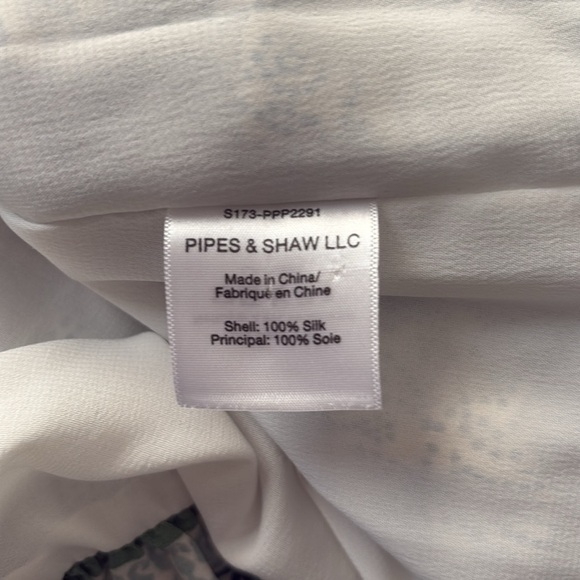 S173-PPP2291
PIPES & SHAW LLC
Made in China/
Fabriqué en Chine
Shell: 100% Silk
Principal: 100% Soie